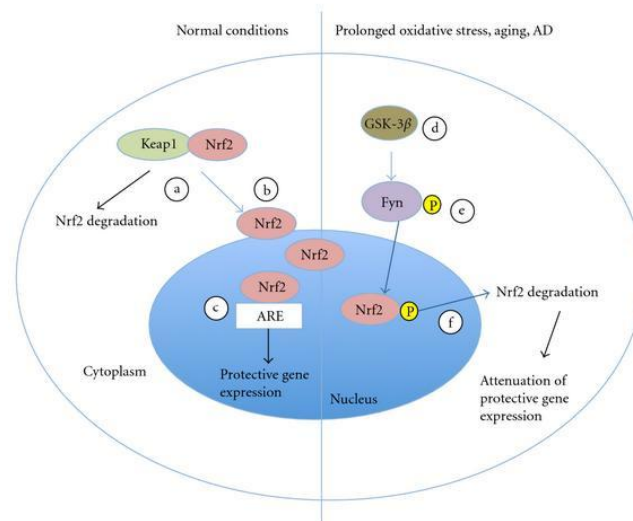 Normal conditions
Prolonged oxidative stress, aging, AD
GSK-3β
d
Keap1
Nrf2
a
b
Fyn
P
e
Nrf2 degradation
Nrf2
Nrf2
Nrf2
c
ARE
Nrf2
P
f
Nrf2 degradation
Cytoplasm
Protective gene
expression
Nucleus
Attenuation of
protective gene
expression